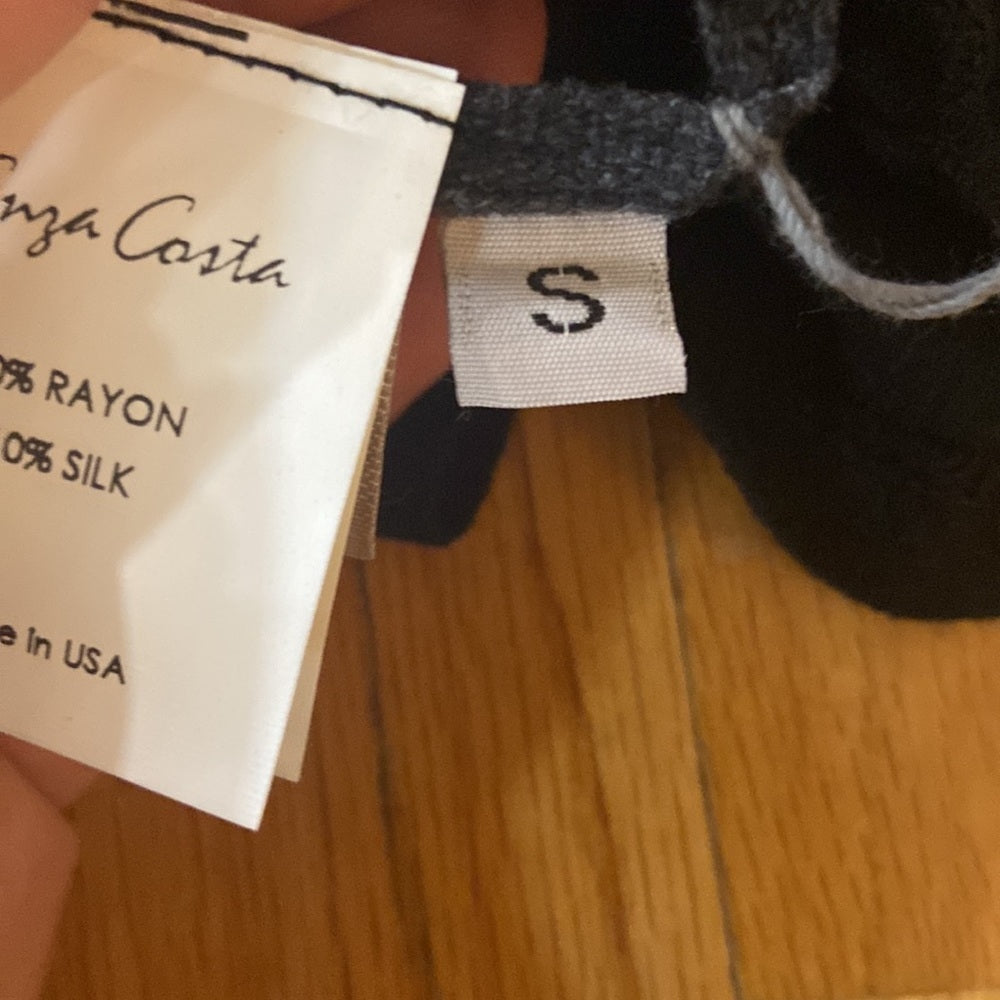 nza Costa
S
0% RAYON
0% SILK
e in USA